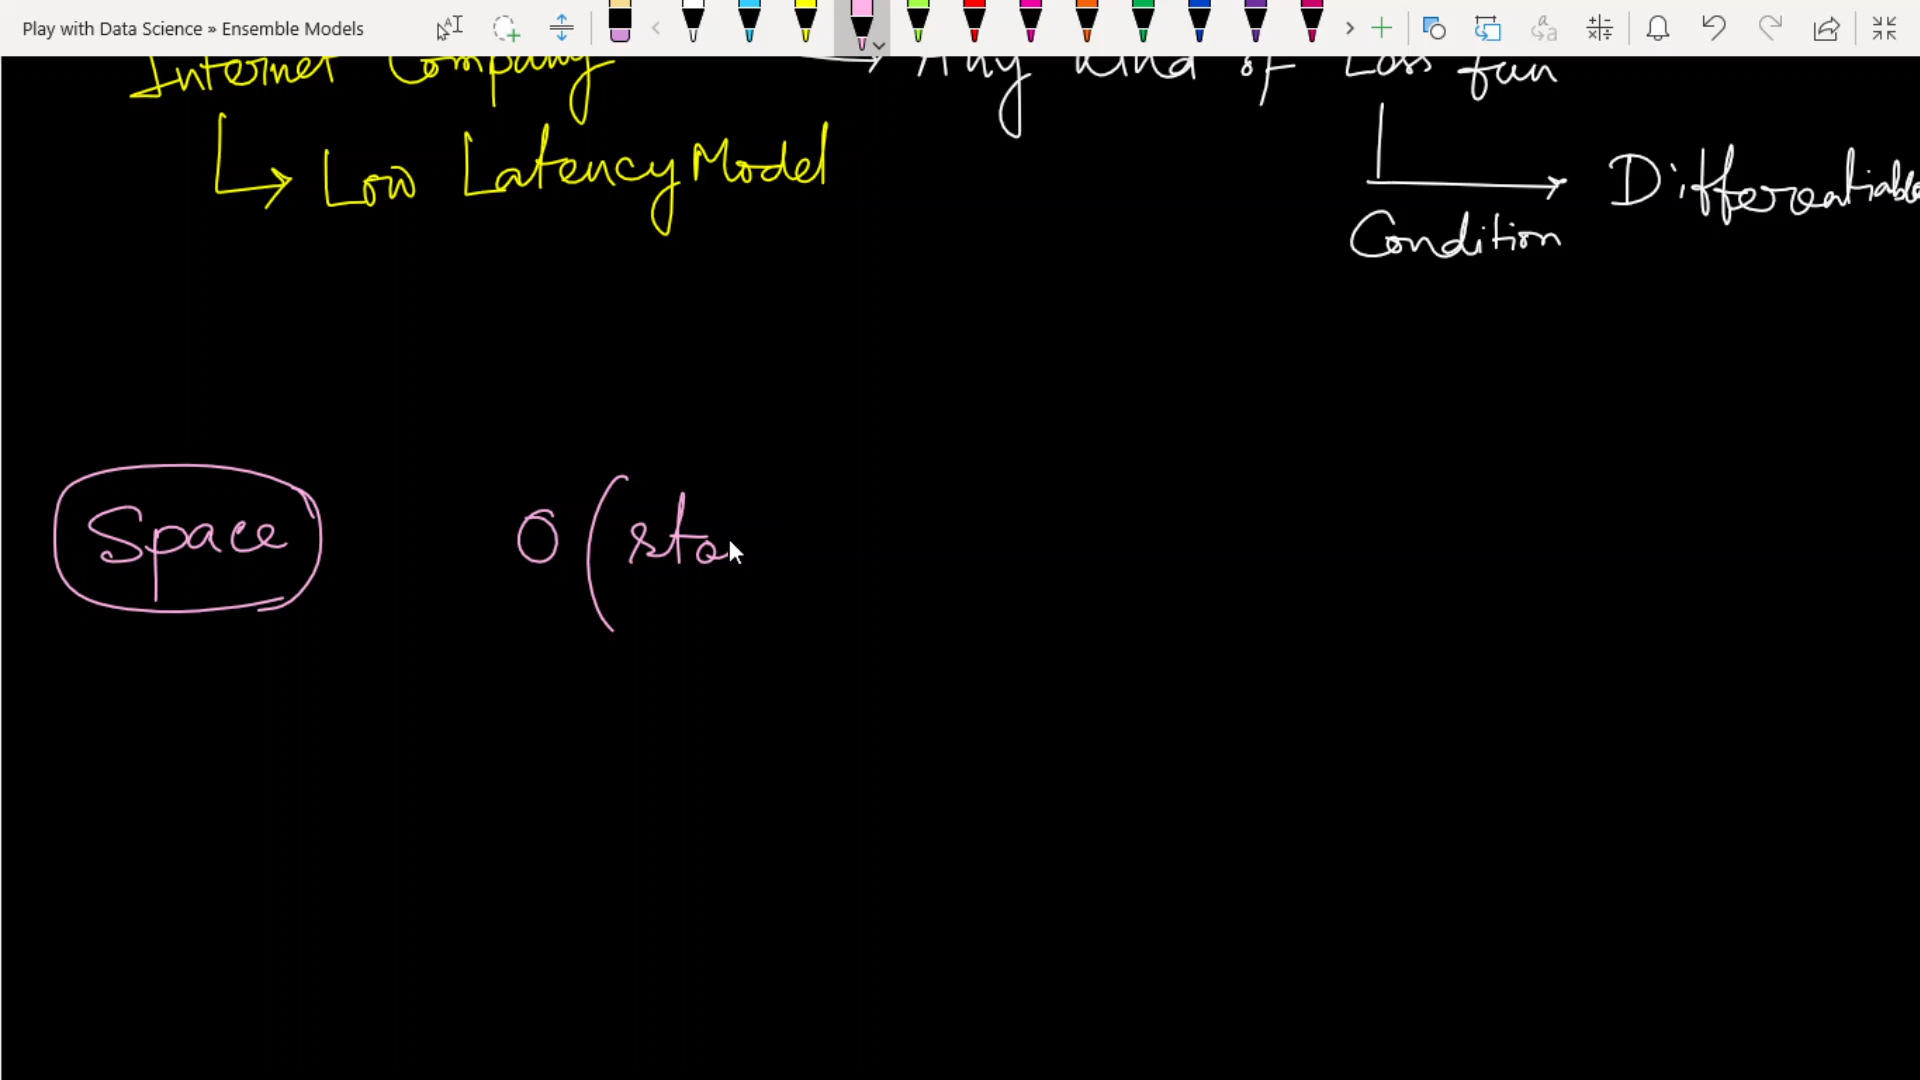 Play with Data Science » Ensemble Models
Internet Company
Any kind of Loss fun
Low Latency Model
Differentiable
Condition
Space O(sto